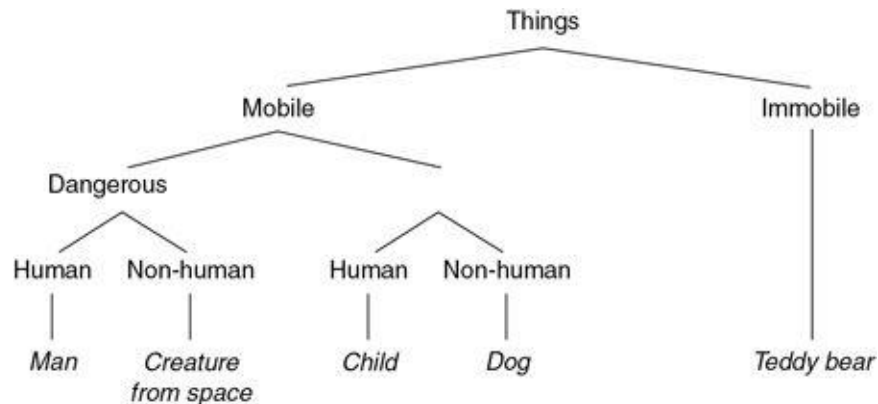 Things
Mobile Immobile
Dangerous
Human Non-human Human Non-human
Man Creature Child Dog Teddy bear
from space